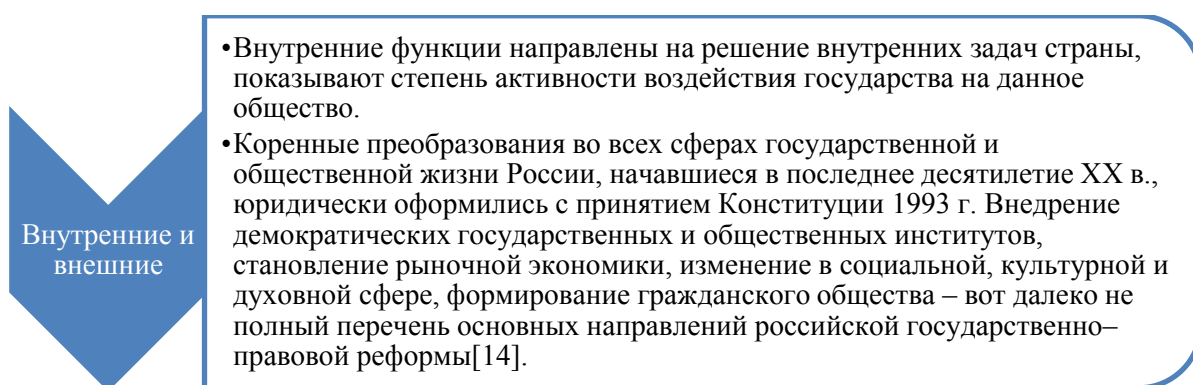 •Внутренние функции направлены на решение внутренних задач страны,
показывают степень активности воздействия государства на данное
общество.
•Коренные преобразования во всех сферах государственной и
общественной жизни России, начавшиеся в последнее десятилетие XX в.,
юридически оформились с принятием Конституции 1993 г. Внедрение
демократических государственных и общественных институтов,
становление рыночной экономики, изменение в социальной, культурной и
духовной сфере, формирование гражданского общества – вот далеко не
полный перечень основных направлений российской государственно–
правовой реформы[14].
Внутренние и
внешние